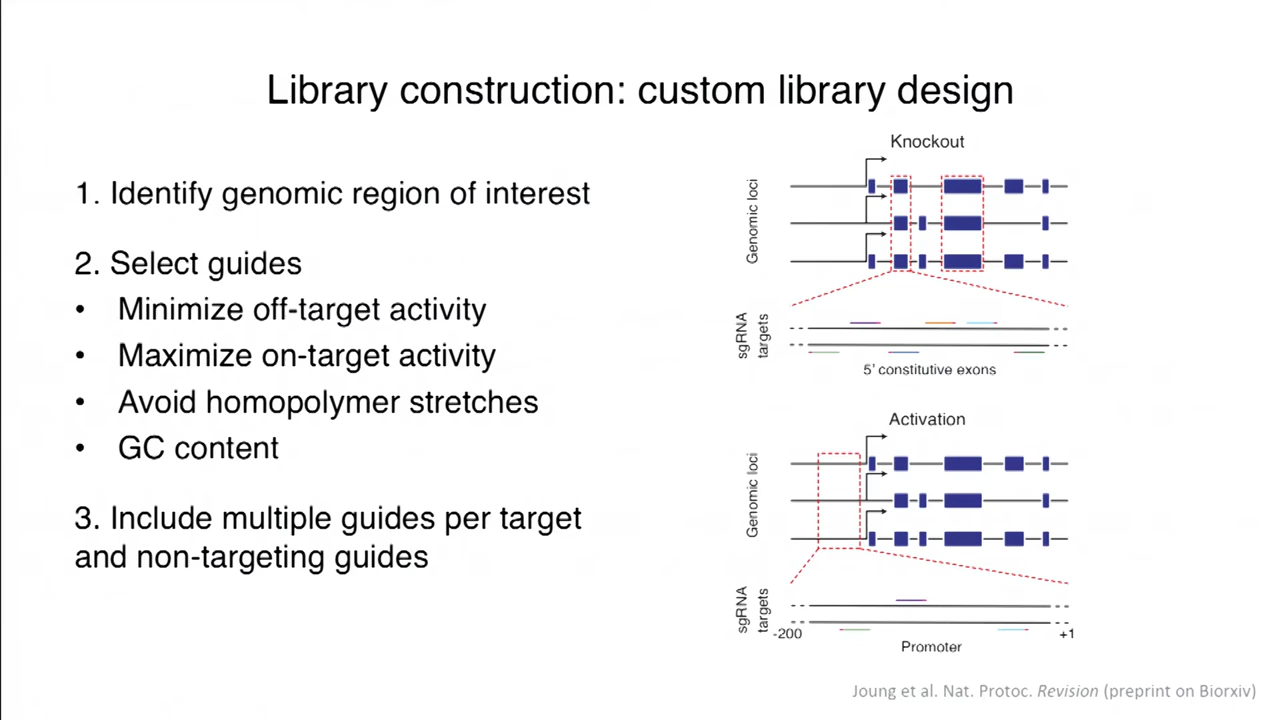 Library construction: custom library design
1. Identify genomic region of interest
2. Select guides
• Minimize off-target activity
• Maximize on-target activity
• Avoid homopolymer stretches
• GC content
3. Include multiple guides per target
and non-targeting guides
Knockout
Genomic loci
sgRNA
targets
5' constitutive exons
Activation
Genomic loci
sgRNA
targets
-200
+1
Promoter
Joung et al. Nat. Protoc. Revision (preprint on Biorxiv)